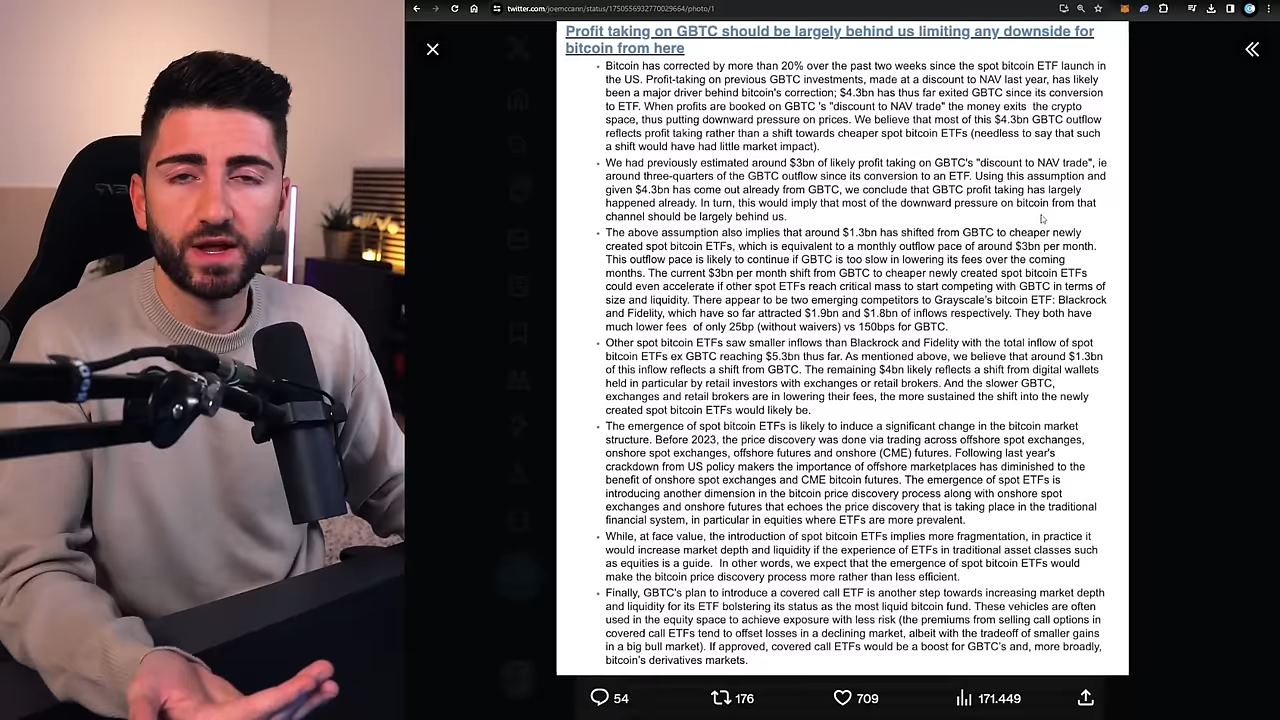 twitter.com/joemccann/status/1750556932770029664/photo/1
Profit taking on GBTC should be largely behind us limiting any downside for
bitcoin from here
• Bitcoin has corrected by more than 20% over the past two weeks since the spot bitcoin ETF launch in
the US. Profit-taking on previous GBTC investments, made at a discount to NAV last year, has likely
been a major driver behind bitcoin's correction; $4.3bn has thus far exited GBTC since its conversion
to ETF. When profits are booked on GBTC 's "discount to NAV trade" the money exits the crypto
space, thus putting downward pressure on prices. We believe that most of this $4.3bn GBTC outflow
reflects profit taking rather than a shift towards cheaper spot bitcoin ETFs (needless to say that such
a shift would have had little market impact).
• We had previously estimated around $3bn of likely profit taking on GBTC's "discount to NAV trade", ie
around three-quarters of the GBTC outflow since its conversion to an ETF. Using this assumption and
given $4.3bn has come out already from GBTC, we conclude that GBTC profit taking has largely
happened already. In turn, this would imply that most of the downward pressure on bitcoin from that
channel should be largely behind us.
• The above assumption also implies that around $1.3bn has shifted from GBTC to cheaper newly
created spot bitcoin ETFs, which is equivalent to a monthly outflow pace of around $3bn per month.
This outflow pace is likely to continue if GBTC is too slow in lowering its fees over the coming
months. The current $3bn per month shift from GBTC to cheaper newly created spot bitcoin ETFs
could even accelerate if other spot ETFs reach critical mass to start competing with GBTC in terms of
size and liquidity. There appear to be two emerging competitors to Grayscale's bitcoin ETF: Blackrock
and Fidelity, which have so far attracted $1.9bn and $1.8bn of inflows respectively. They both have
much lower fees of only 25bp (without waivers) vs 150bps for GBTC.
• Other spot bitcoin ETFs saw smaller inflows than Blackrock and Fidelity with the total inflow of spot
bitcoin ETFs ex GBTC reaching $5.3bn thus far. As mentioned above, we believe that around $1.3bn
of this inflow reflects a shift from GBTC. The remaining $4bn likely reflects a shift from digital wallets
held in particular by retail investors with exchanges or retail brokers. And the slower GBTC,
exchanges and retail brokers are in lowering their fees, the more sustained the shift into the newly
created spot bitcoin ETFs would likely be.
• The emergence of spot bitcoin ETFs is likely to induce a significant change in the bitcoin market
structure. Before 2023, the price discovery was done via trading across offshore spot exchanges,
onshore spot exchanges, offshore futures and onshore (CME) futures. Following last year's
crackdown from US policy makers the importance of offshore marketplaces has diminished to the
benefit of onshore spot exchanges and CME bitcoin futures. The emergence of spot ETFs is
introducing another dimension in the bitcoin price discovery process along with onshore spot
exchanges and onshore futures that echoes the price discovery that is taking place in the traditional
financial system, in particular in equities where ETFs are more prevalent.
• While, at face value, the introduction of spot bitcoin ETFs implies more fragmentation, in practice it
would increase market depth and liquidity if the experience of ETFs in traditional asset classes such
as equities is a guide. In other words, we expect that the emergence of spot bitcoin ETFs would
make the bitcoin price discovery process more rather than less efficient.
• Finally, GBTC's plan to introduce a covered call ETF is another step towards increasing market depth
and liquidity for its ETF bolstering its status as the most liquid bitcoin fund. These vehicles are often
used in the equity space to achieve exposure with less risk (the premiums from selling call options in
covered call ETFs tend to offset losses in a declining market, albeit with the tradeoff of smaller gains
in a big bull market). If approved, covered call ETFs would be a boost for GBTC's and, more broadly,
bitcoin's derivatives markets.
54 176 709 171.449